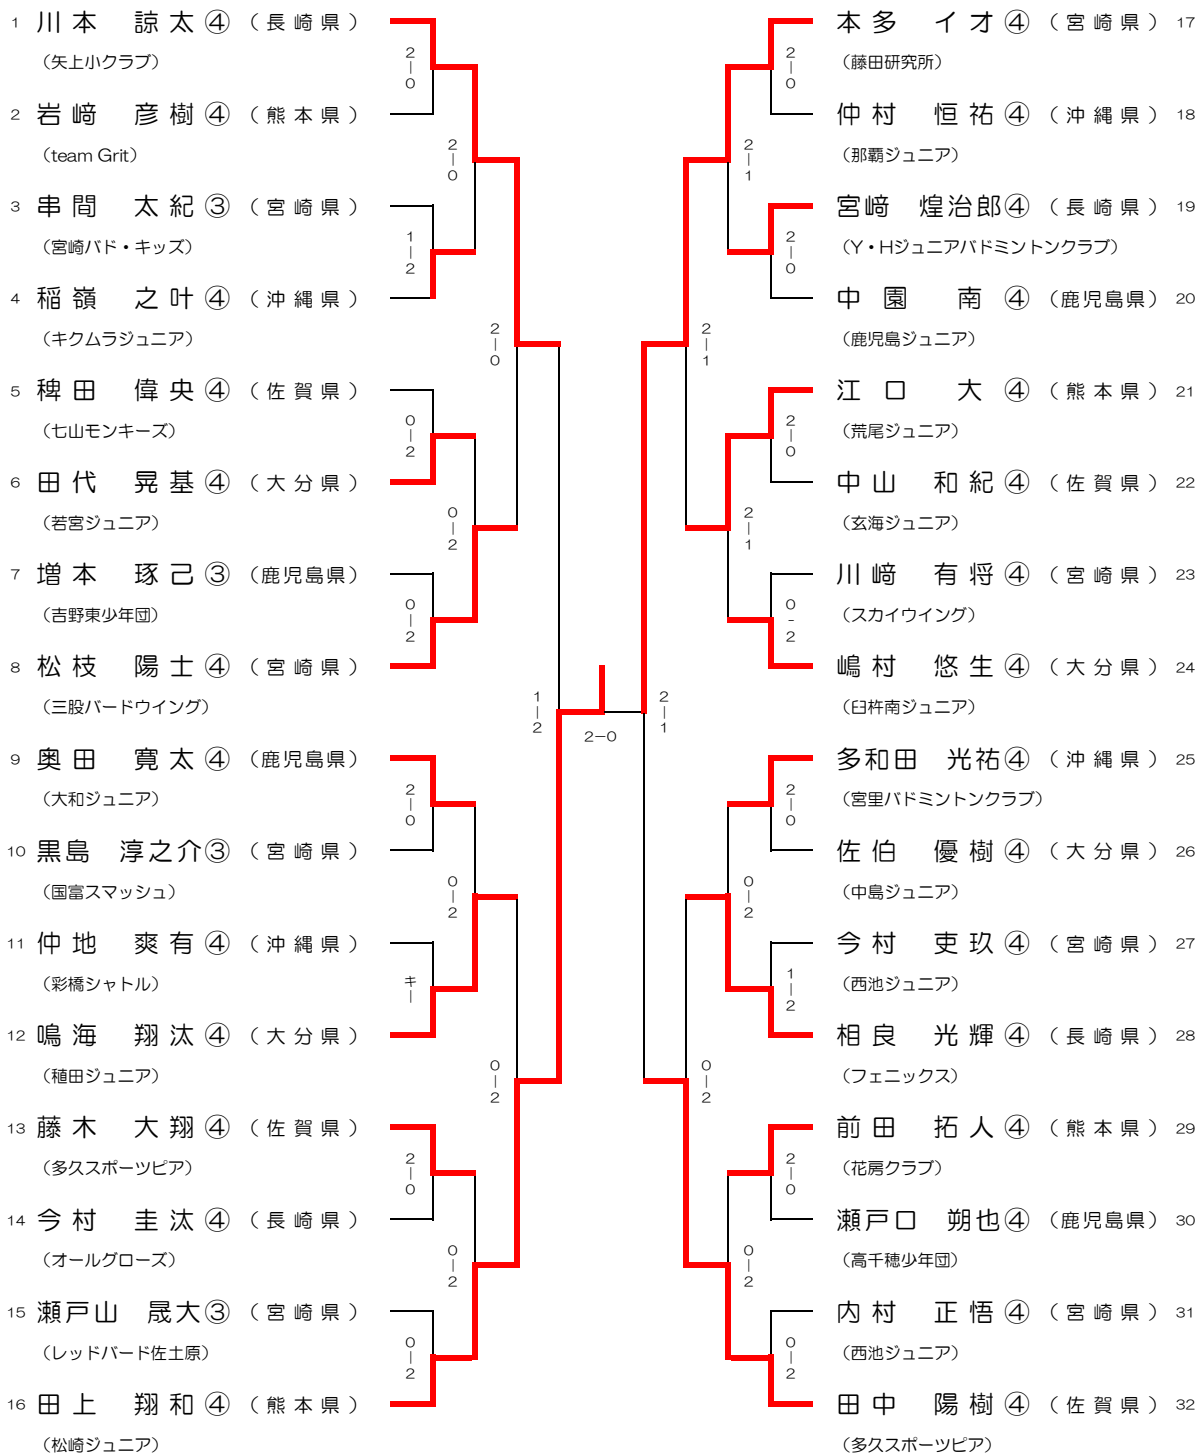 1 川本 諒太④ (長崎県)
(矢上小クラブ)
2 岩﨑 彦樹④ (熊本県)
(team Grit)
3 串間 太紀③ (宮崎県)
(宮崎バド・キッズ)
4 稲嶺 之叶④ (沖縄県)
(キクムラジュニア)
5 稗田 偉央④ (佐賀県)
(七山モンキーズ)
6 田代 晃基④ (大分県)
(若宮ジュニア)
7 増本 琢己③ (鹿児島県)
(吉野東少年団)
8 松枝 陽士④ (宮崎県)
(三股バードウイング)
9 奥田 寛太④ (鹿児島県)
(大和ジュニア)
10 黒島 淳之介③ (宮崎県)
(国富スマッシュ)
11 仲地 爽有④ (沖縄県)
(彩橋シャトル)
12 鳴海 翔汰④ (大分県)
(稙田ジュニア)
13 藤木 大翔④ (佐賀県)
(多久スポーツピア)
14 今村 圭汰④ (長崎県)
(オールグローズ)
15 瀬戸山 晟大③ (宮崎県)
(レッドバード佐土原)
16 田上 翔和④ (熊本県)
(松崎ジュニア)
2-0
1-2
0-2
0-2
2-0
キー
2-0
0-2
2-0
0-2
0-2
0-2
2-0
0-2
1-2
2-0
2-1
2-1
0-2
2-1
2-1
0-2
0-2
2-0
2-0
2-0
0-2
2-0
1-2
2-0
0-2
本多 イオ④ (宮崎県) 17
(藤田研究所)
仲村 恒祐④ (沖縄県) 18
(那覇ジュニア)
宮﨑 煌治郎④ (長崎県) 19
(Y・Hジュニアバドミントンクラブ)
中園 南④ (鹿児島県) 20
(鹿児島ジュニア)
江口 大④ (熊本県) 21
(荒尾ジュニア)
中山 和紀④ (佐賀県) 22
(玄海ジュニア)
川﨑 有将④ (宮崎県) 23
(スカイウイング)
嶋村 悠生④ (大分県) 24
(臼杵南ジュニア)
多和田 光祐④ (沖縄県) 25
(宮里バドミントンクラブ)
佐伯 優樹④ (大分県) 26
(中島ジュニア)
今村 吏玖④ (宮崎県) 27
(西池ジュニア)
相良 光輝④ (長崎県) 28
(フェニックス)
前田 拓人④ (熊本県) 29
(花房クラブ)
瀬戸口 朔也④ (鹿児島県) 30
(高千穂少年団)
内村 正悟④ (宮崎県) 31
(西池ジュニア)
田中 陽樹④ (佐賀県) 32
(多久スポーツピア)